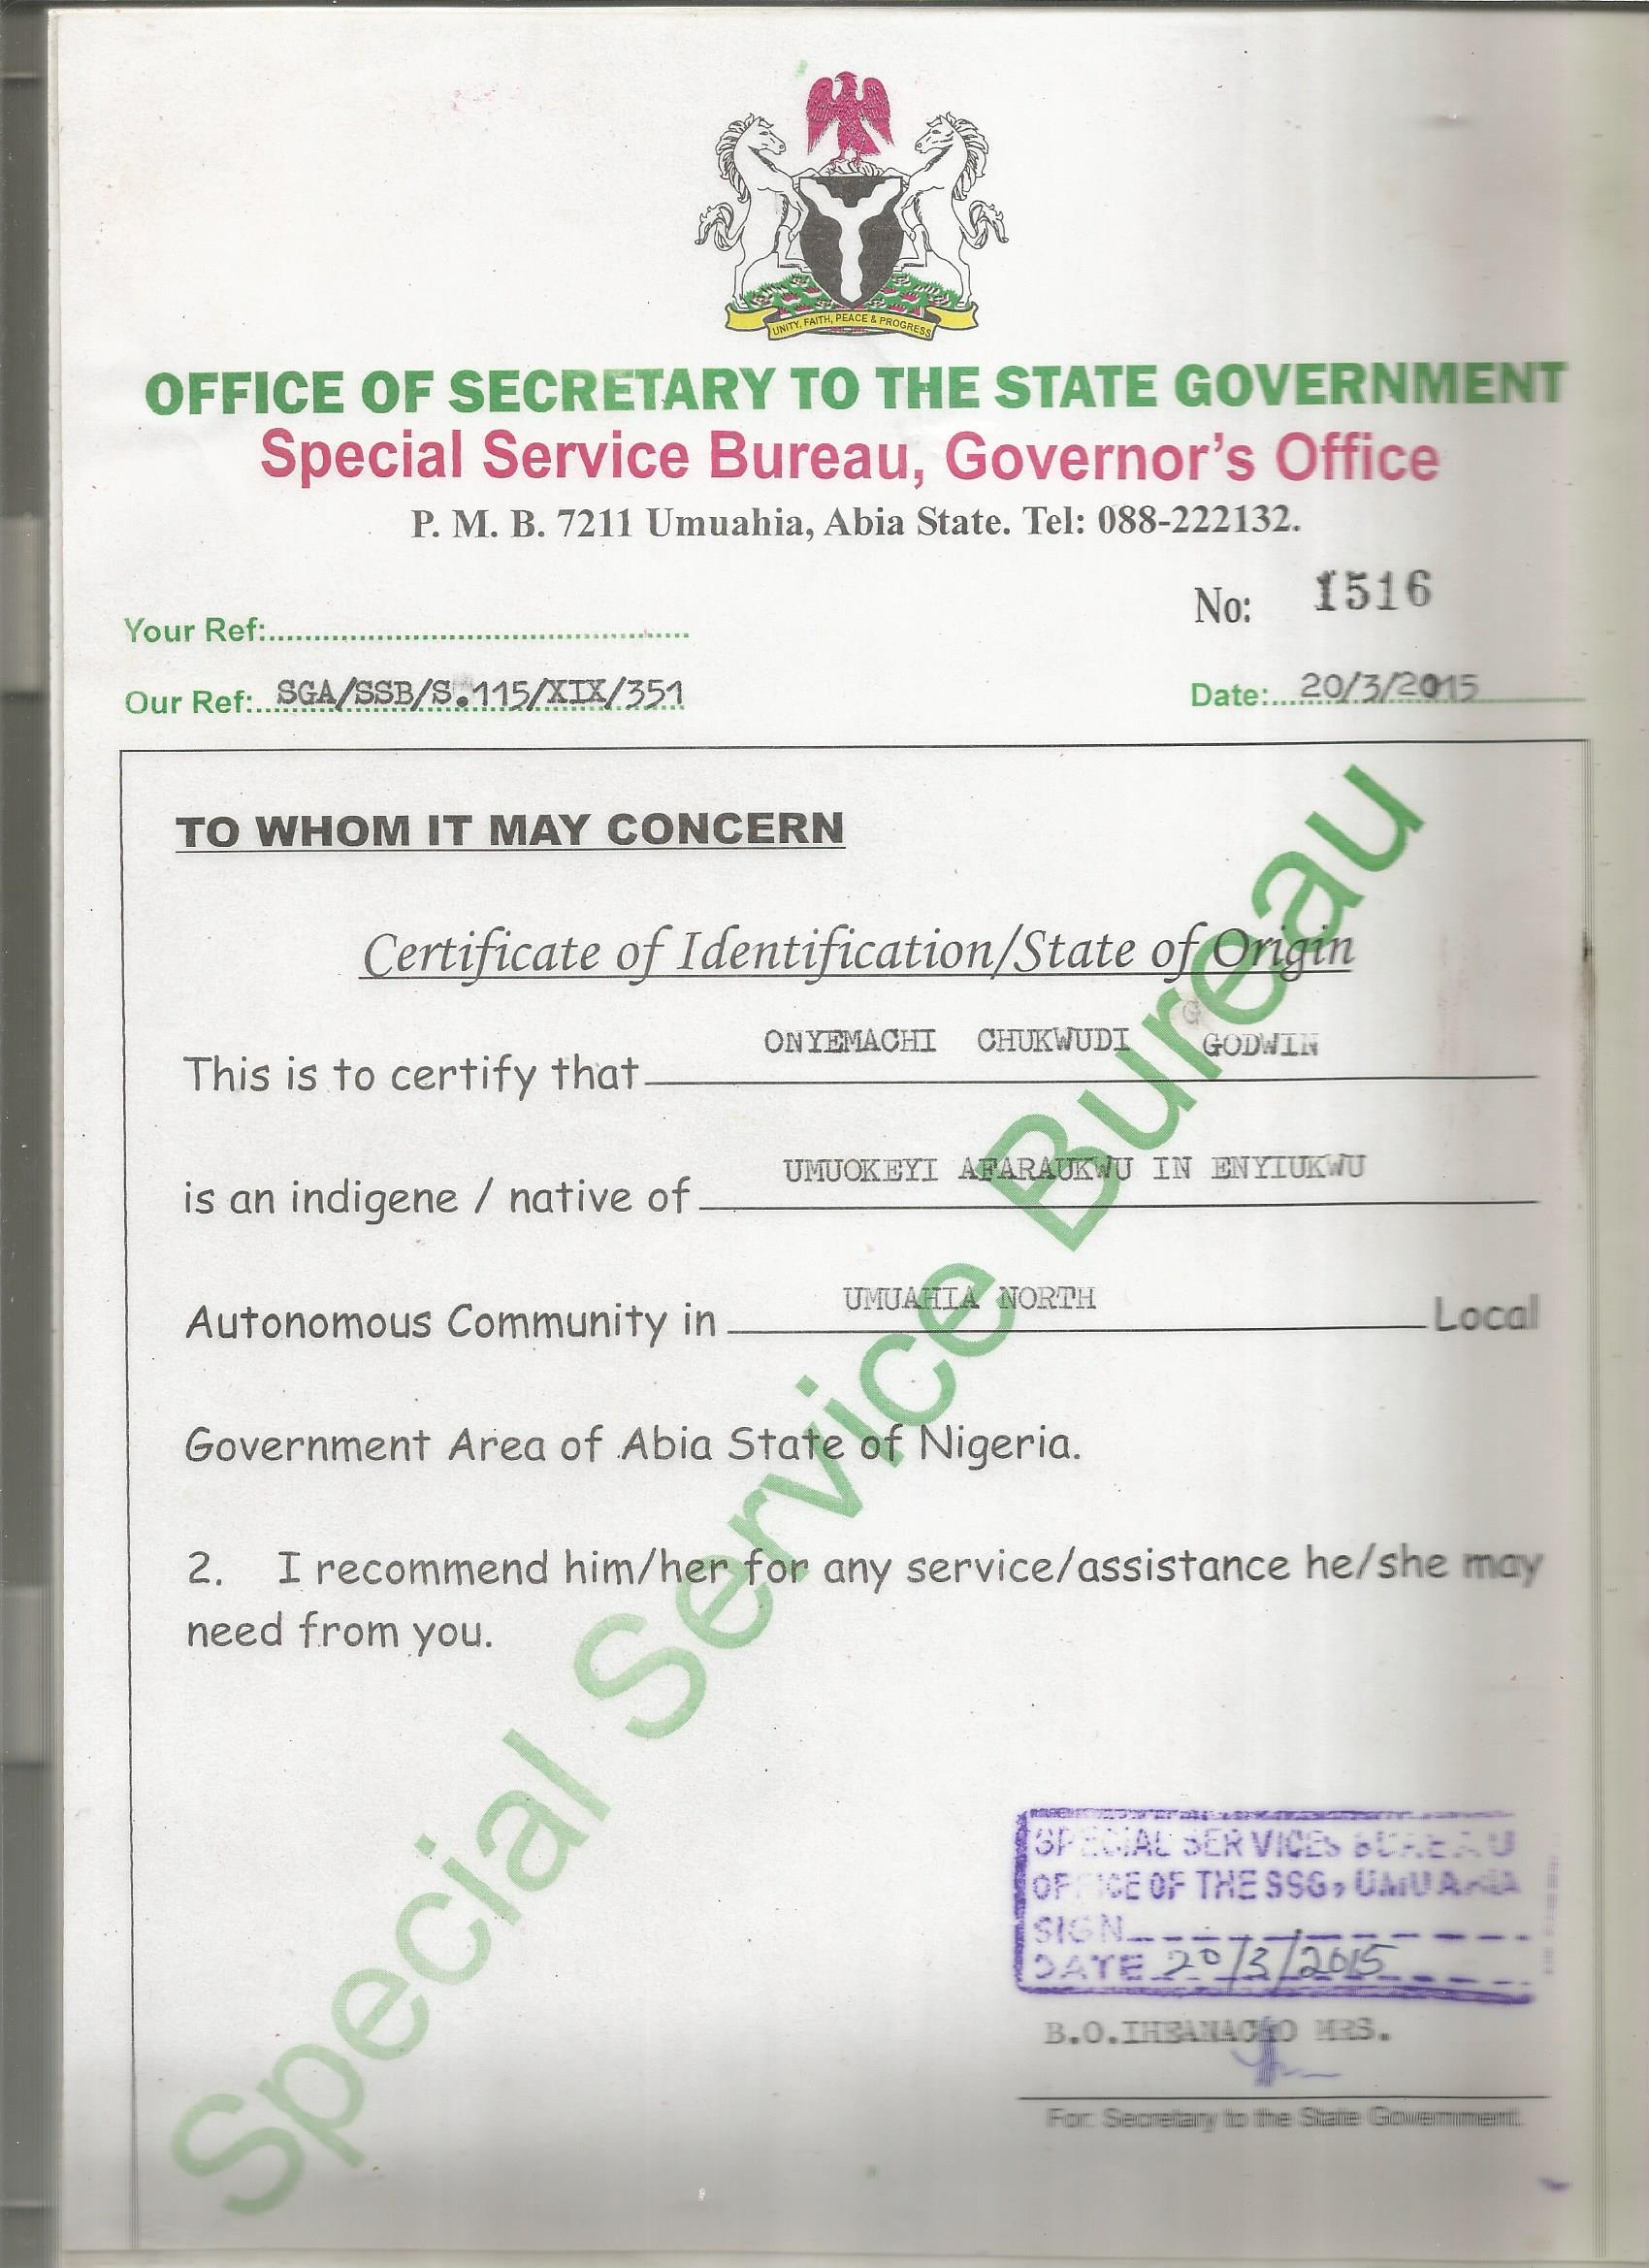 UNITY, FAITH, PEACE & PROGRESS
OFFICE OF SECRETARY TO THE STATE GOVERNMENT
Special Service Bureau, Governor's Office
P. M. B. 7211 Umuahia, Abia State. Tel: 088-222132.
No: 1516
Your Ref:
Our Ref: SGA/SSB/S.115/XIX/351
Date: 20/3/2015
TO WHOM IT MAY CONCERN
Certificate of Identification/State of Origin
This is to certify that ONYEMACHI CHUKWUDI GODWIN
is an indigene / native of UMUOKEYI AFARAUKWU IN ENYIUKWU
Autonomous Community in UMUAHIA NORTH Local
Government Area of Abia State of Nigeria.
2. I recommend him/her for any service/assistance he/she may
need from you.
Special Service Bureau
SPECIAL SERVICES BUREAU
OFFICE OF THE SSG, UMUAHIA
SIGN
DATE 20/3/2015
B.O.IHEANACHO MRS.
For: Secretary to the State Government.